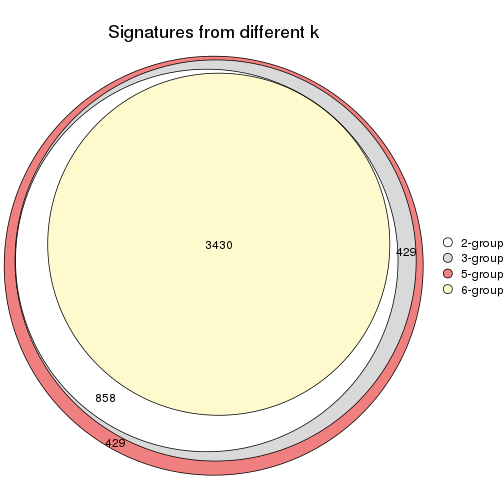 Signatures from different k
3430
429
858
429
2-group
3-group
5-group
6-group